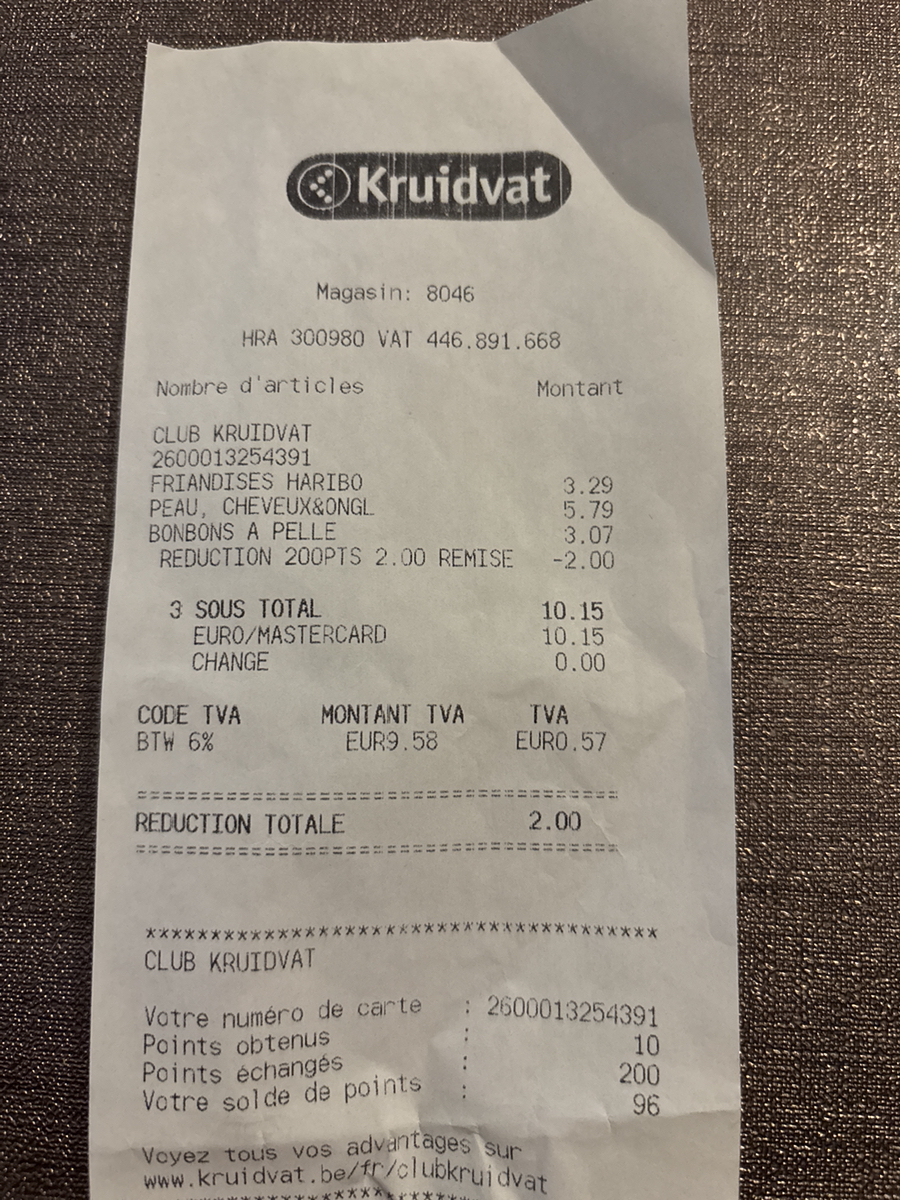 Kruidvat
Magasin: 8046
HRA 300980 VAT 446.891.668
Nombre d'articles Montant
CLUB KRUIDVAT
2600013254391
FRIANDISES HARIBO 3.29
PEAU, CHEVEUX&ONGL 5.79
BONBONS A PELLE 3.07
REDUCTION 200PTS 2.00 REMISE -2.00
3 SOUS TOTAL 10.15
EURO/MASTERCARD 10.15
CHANGE 0.00
CODE TVA MONTANT TVA TVA
BTW 6% EUR9.58 EUR0.57
=====================================
REDUCTION TOTALE 2.00
=====================================
***************************************
CLUB KRUIDVAT
Votre numéro de carte : 2600013254391
Points obtenus : 10
Points échangés : 200
Votre solde de points : 96
Voyez tous vos advantages sur
www.kruidvat.be/fr/clubkruidvat
***************************************